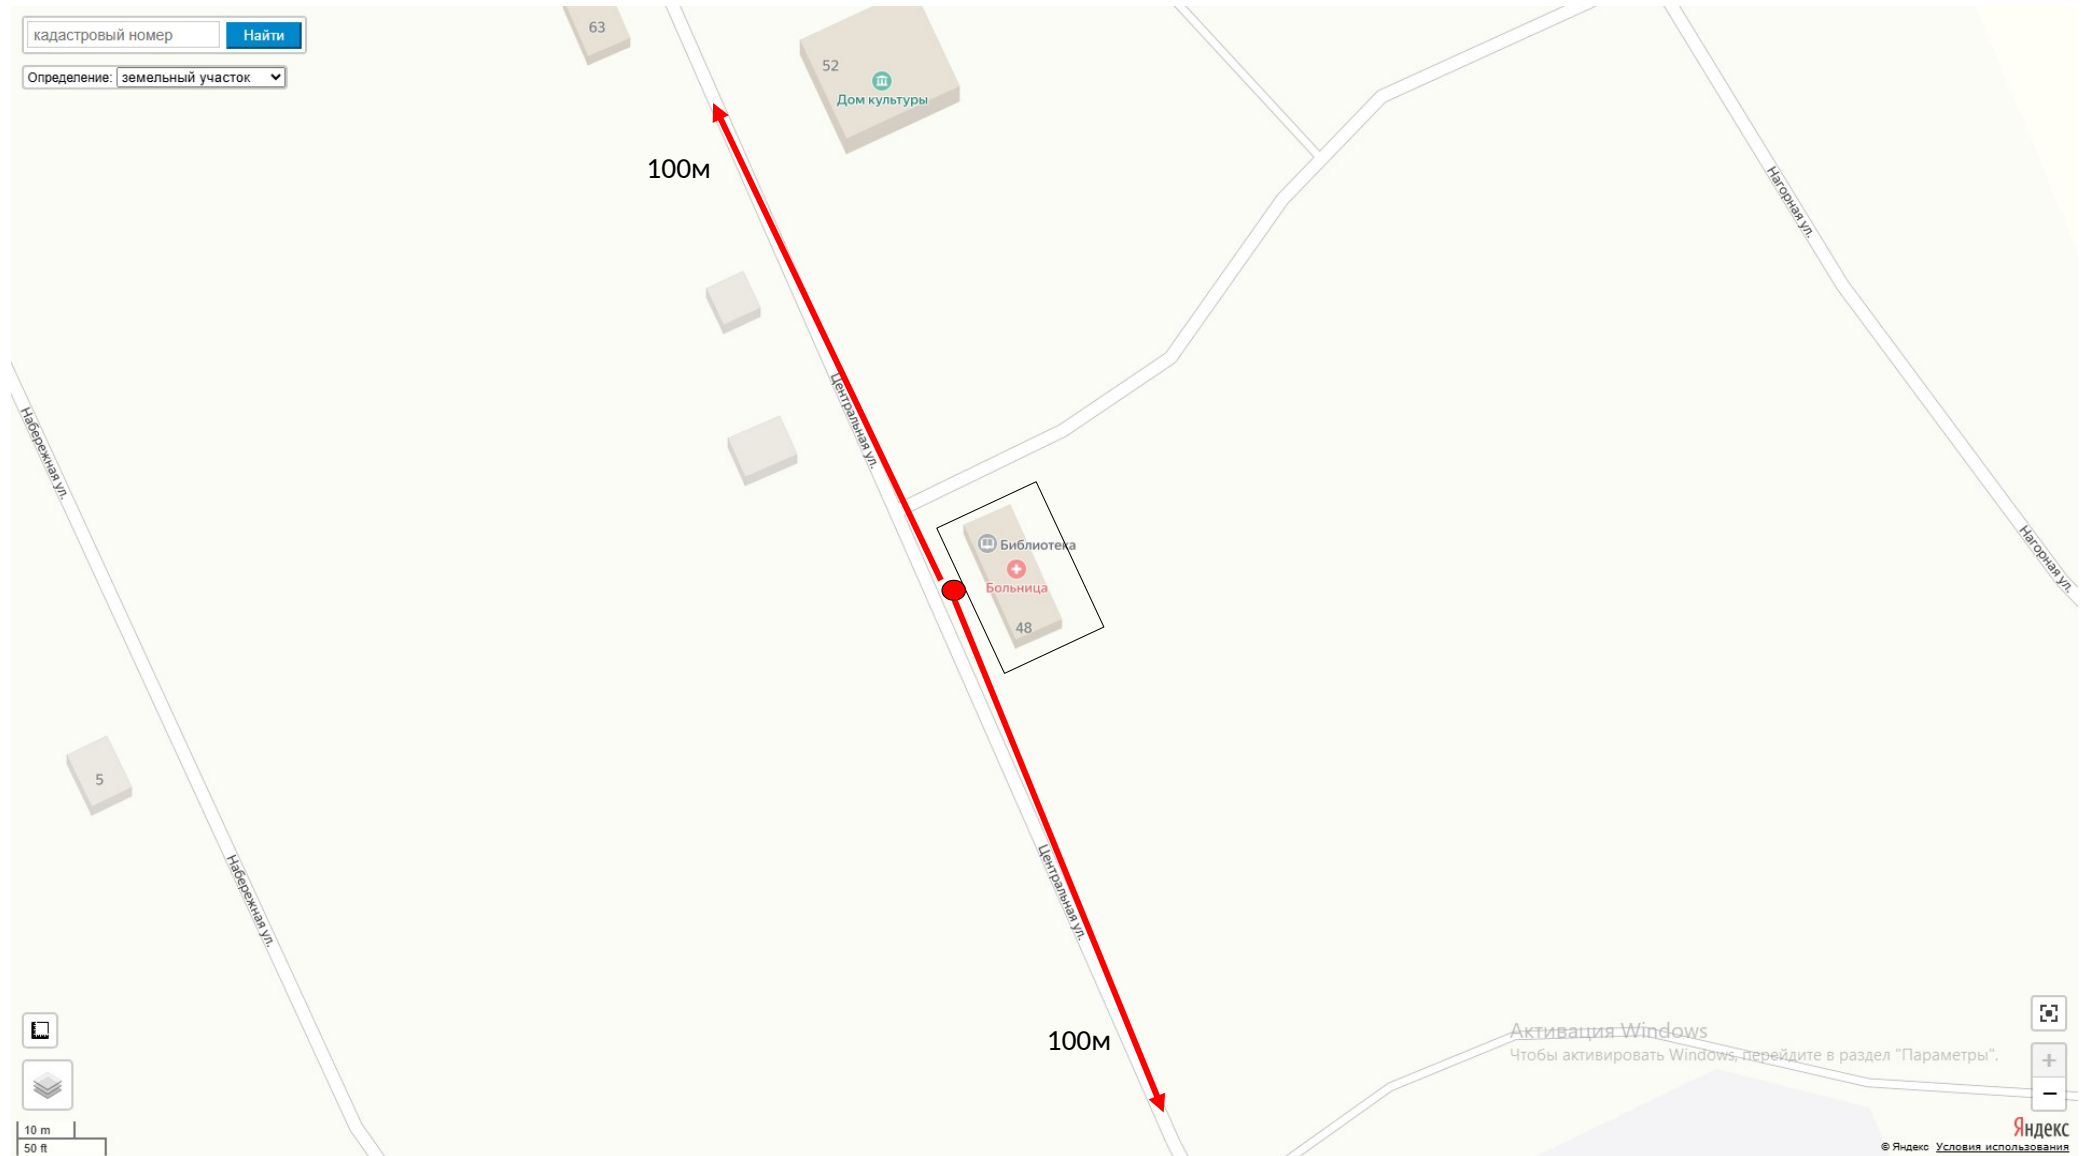 кадастровый номер
Найти
Определение: земельный участок
63
52
Дом культуры
100м
Нагорная ул.
Центральная ул.
Набережная ул.
Библиотека
Больница
48
Нагорная ул.
5
Набережная ул.
Центральная ул.
100м
Активация Windows
Чтобы активировать Windows, перейдите в раздел "Параметры".
+
−
10 m
50 ft
Яндекс
© Яндекс Условия использования